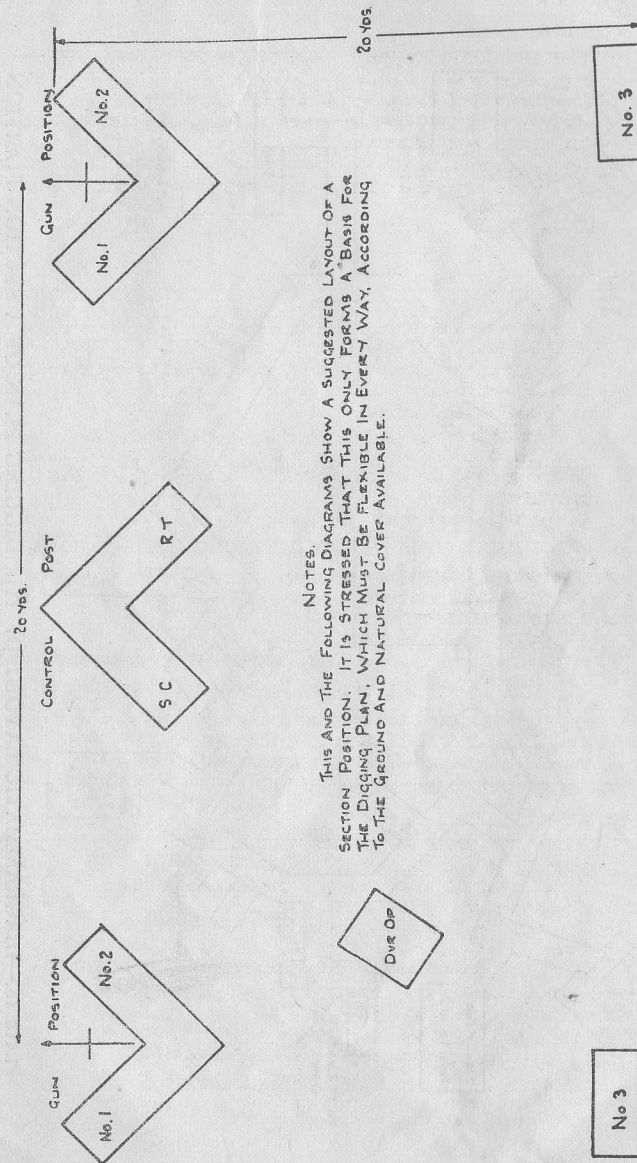 20 YDS.
GUN POSITION
No.1
No.2
CONTROL POST
SC
RT
GUN POSITION
No.1
No.2
20 YDS.
DVR OP
NOTES.
THIS AND THE FOLLOWING DIAGRAMS SHOW A SUGGESTED LAYOUT OF A
SECTION POSITION. IT IS STRESSED THAT THIS ONLY FORMS A BASIS FOR
THE DIGGING PLAN, WHICH MUST BE FLEXIBLE IN EVERY WAY, ACCORDING
TO THE GROUND AND NATURAL COVER AVAILABLE.
No 3
No. 3